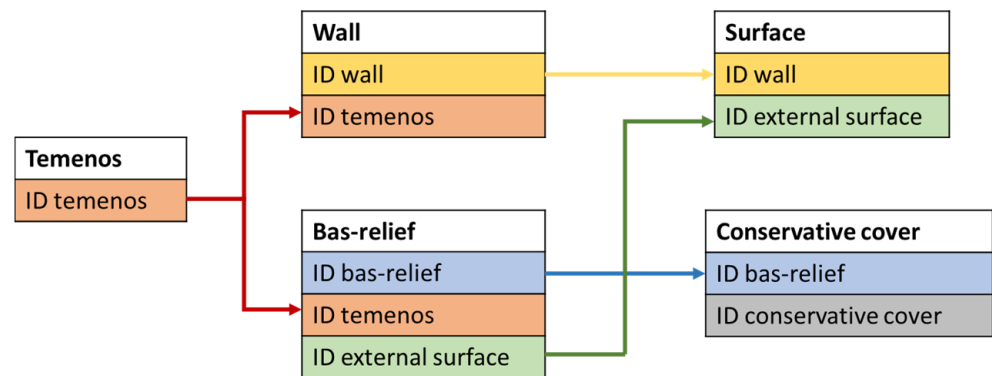 Temenos
ID temenos
Wall
ID wall
ID temenos
Bas-relief
ID bas-relief
ID temenos
ID external surface
Surface
ID wall
ID external surface
Conservative cover
ID bas-relief
ID conservative cover